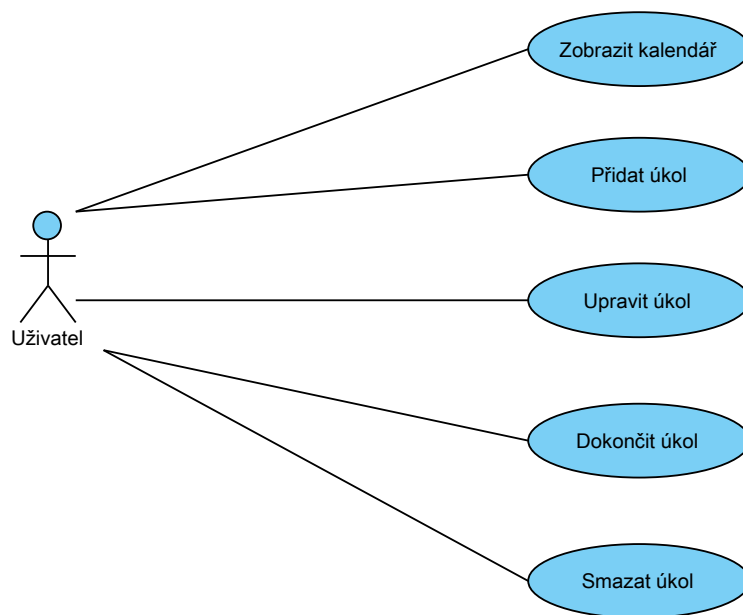 Zobrazit kalendář
Přidat úkol
Upravit úkol
Uživatel
Dokončit úkol
Smazat úkol